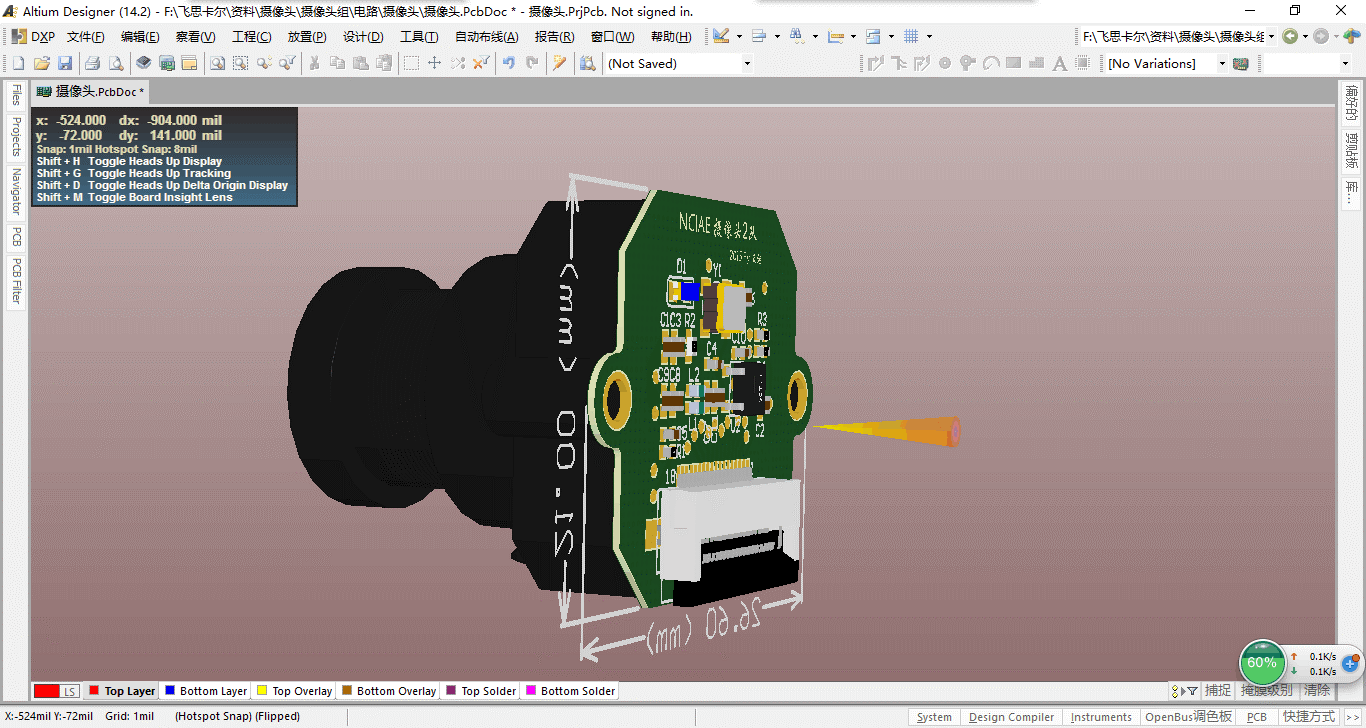 Altium Designer (14.2) - F:\飞思卡尔\资料\摄像头\摄像头组\电路\摄像头\摄像头.PcbDoc * - 摄像头.PrjPcb. Not signed in.
DXP 文件(F) 编辑(E) 察看(V) 工程(C) 放置(P) 设计(D) 工具(T) 自动布线(A) 报告(R) 窗口(W) 帮助(H) F:\飞思卡尔\资料\摄像头\摄像头组
(Not Saved) [No Variations]
摄像头.PcbDoc *
Files
Projects
Navigator
PCB
PCB Filter
x: -524.000 dx: -904.000 mil
y: -72.000 dy: 141.000 mil
Snap: 1mil Hotspot Snap: 8mil
Shift + H Toggle Heads Up Display
Shift + G Toggle Heads Up Tracking
Shift + D Toggle Heads Up Delta Origin Display
Shift + M Toggle Board Insight Lens
偏好的
剪贴板
库...
NCIAE 摄像头2队
D1 Y1
C1C3 R2 R3
C10
C4
C9C8 L2
L1
21.00 (mm)
26.60 (mm)
60%
0.1K/s
0.1K/s
LS Top Layer Bottom Layer Top Overlay Bottom Overlay Top Solder Bottom Solder 捕捉 掩膜级别 清除
X:-524mil Y:-72mil Grid: 1mil (Hotspot Snap) (Flipped) System Design Compiler Instruments OpenBus调色板 PCB 快捷方式 >>